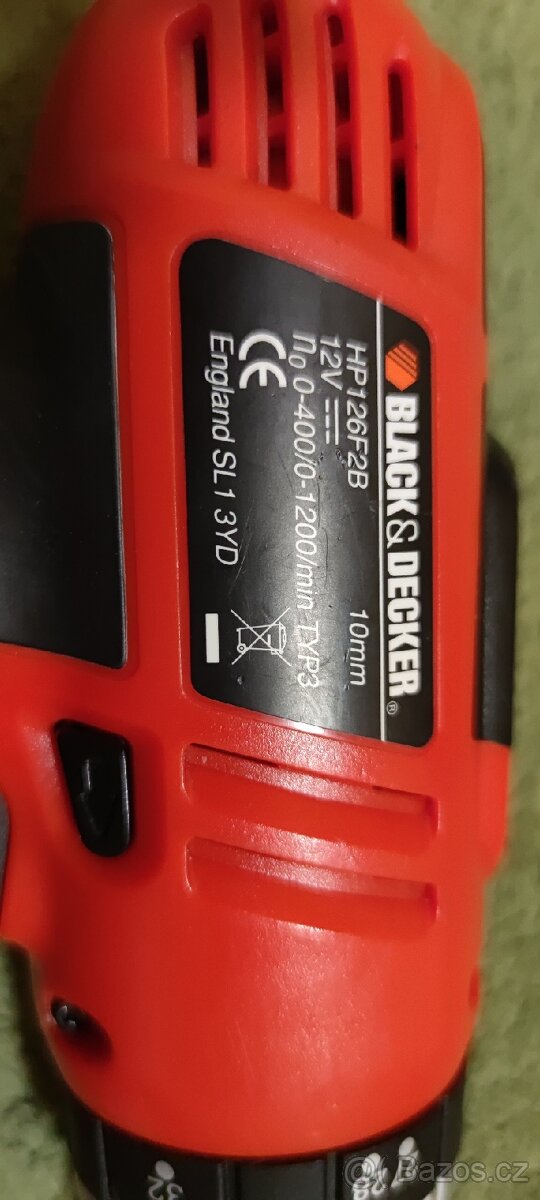 BLACK & DECKER®
HP126F2B 10mm
12V
n₀ 0-400/0-1200/min TYP3
CE
England SL1 3YD
Bazos.cz